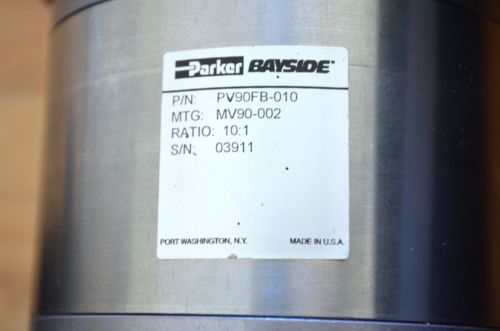 Parker BAYSIDE
P/N: PV90FB-010
MTG: MV90-002
RATIO: 10:1
S/N: 03911
PORT WASHINGTON, N.Y. MADE IN U.S.A.